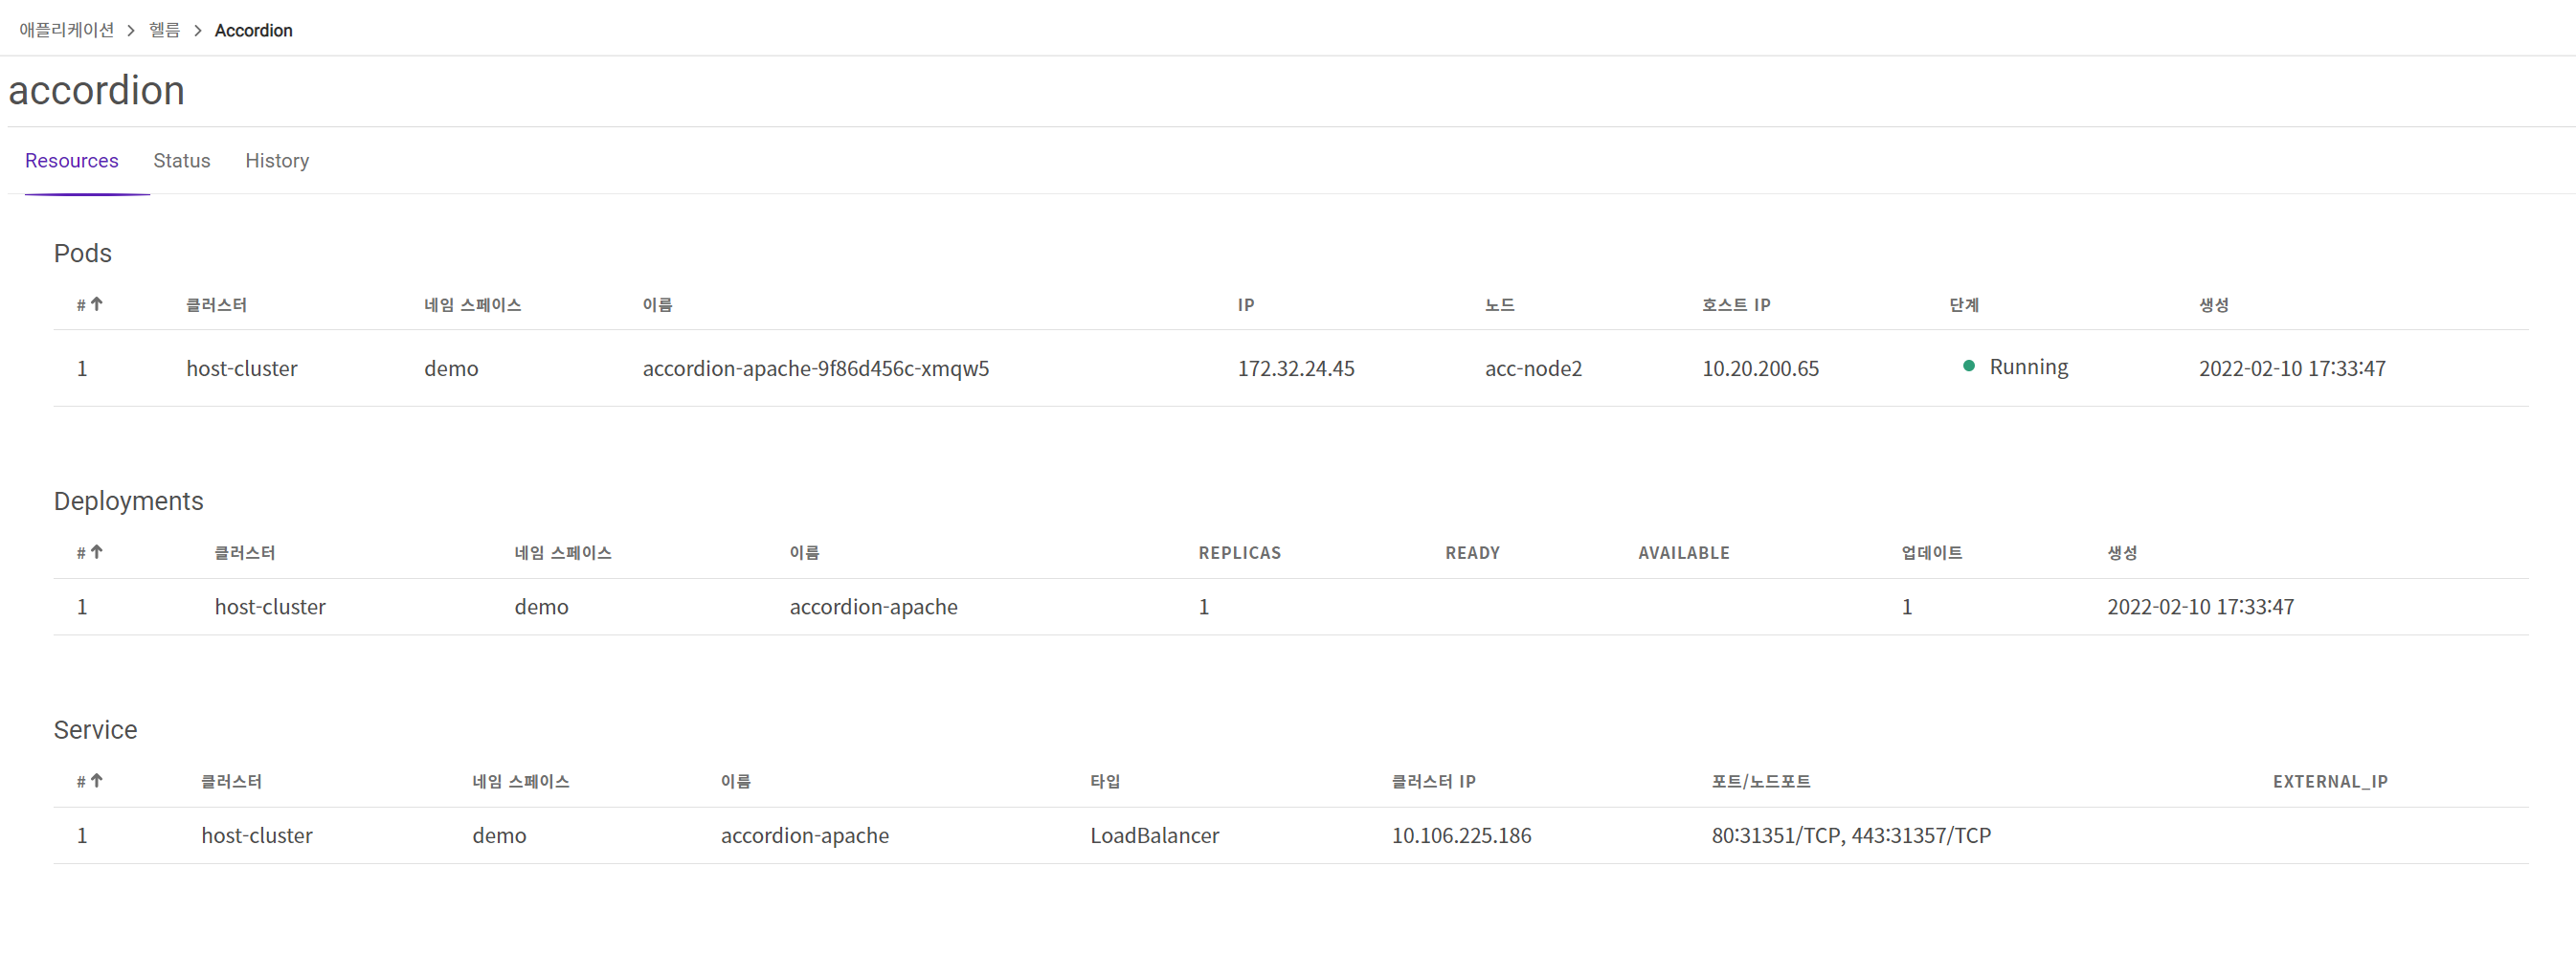 애플리케이션 > 헬름 > Accordion
accordion
Resources Status History
Pods
# 클러스터 네임 스페이스 이름 IP 노드 호스트 IP 단계 생성
1 host-cluster demo accordion-apache-9f86d456c-xmqw5 172.32.24.45 acc-node2 10.20.200.65 Running 2022-02-10 17:33:47
Deployments
# 클러스터 네임 스페이스 이름 REPLICAS READY AVAILABLE 업데이트 생성
1 host-cluster demo accordion-apache 1 1 2022-02-10 17:33:47
Service
# 클러스터 네임 스페이스 이름 타입 클러스터 IP 포트/노드포트 EXTERNAL_IP
1 host-cluster demo accordion-apache LoadBalancer 10.106.225.186 80:31351/TCP, 443:31357/TCP